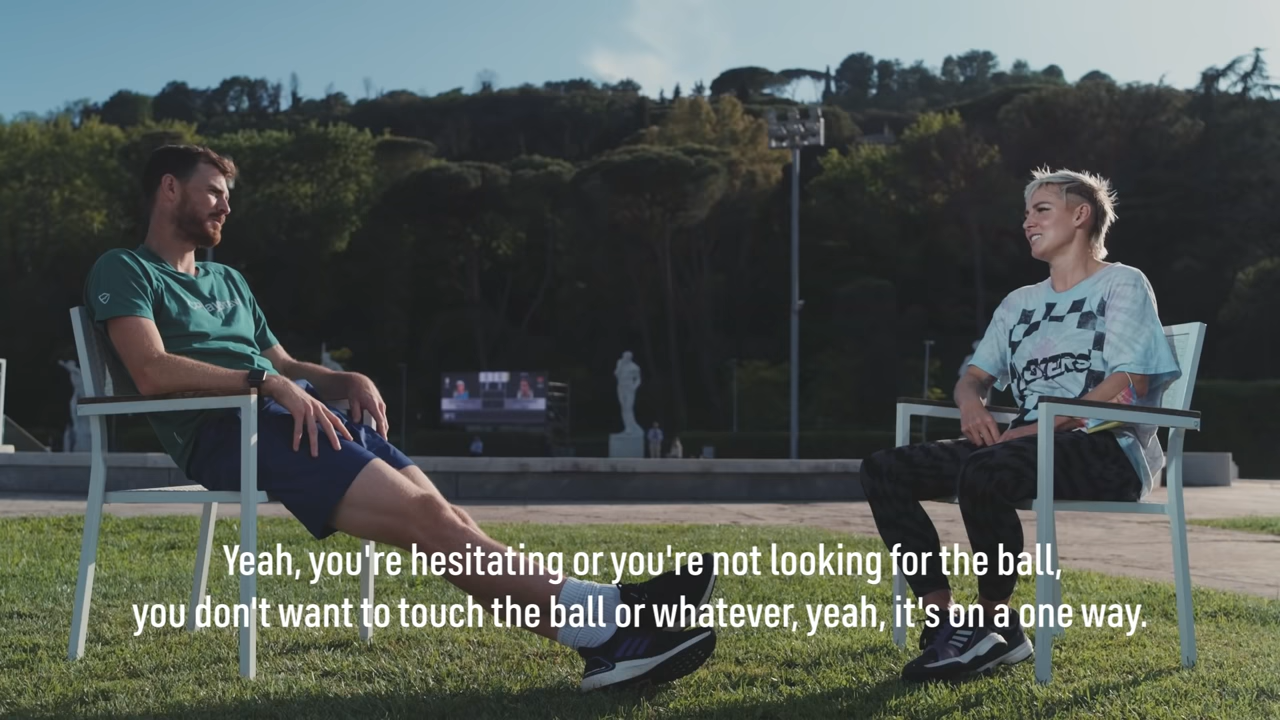 Yeah, you're hesitating or you're not looking for the ball,
you don't want to touch the ball or whatever, yeah, it's on a one way.